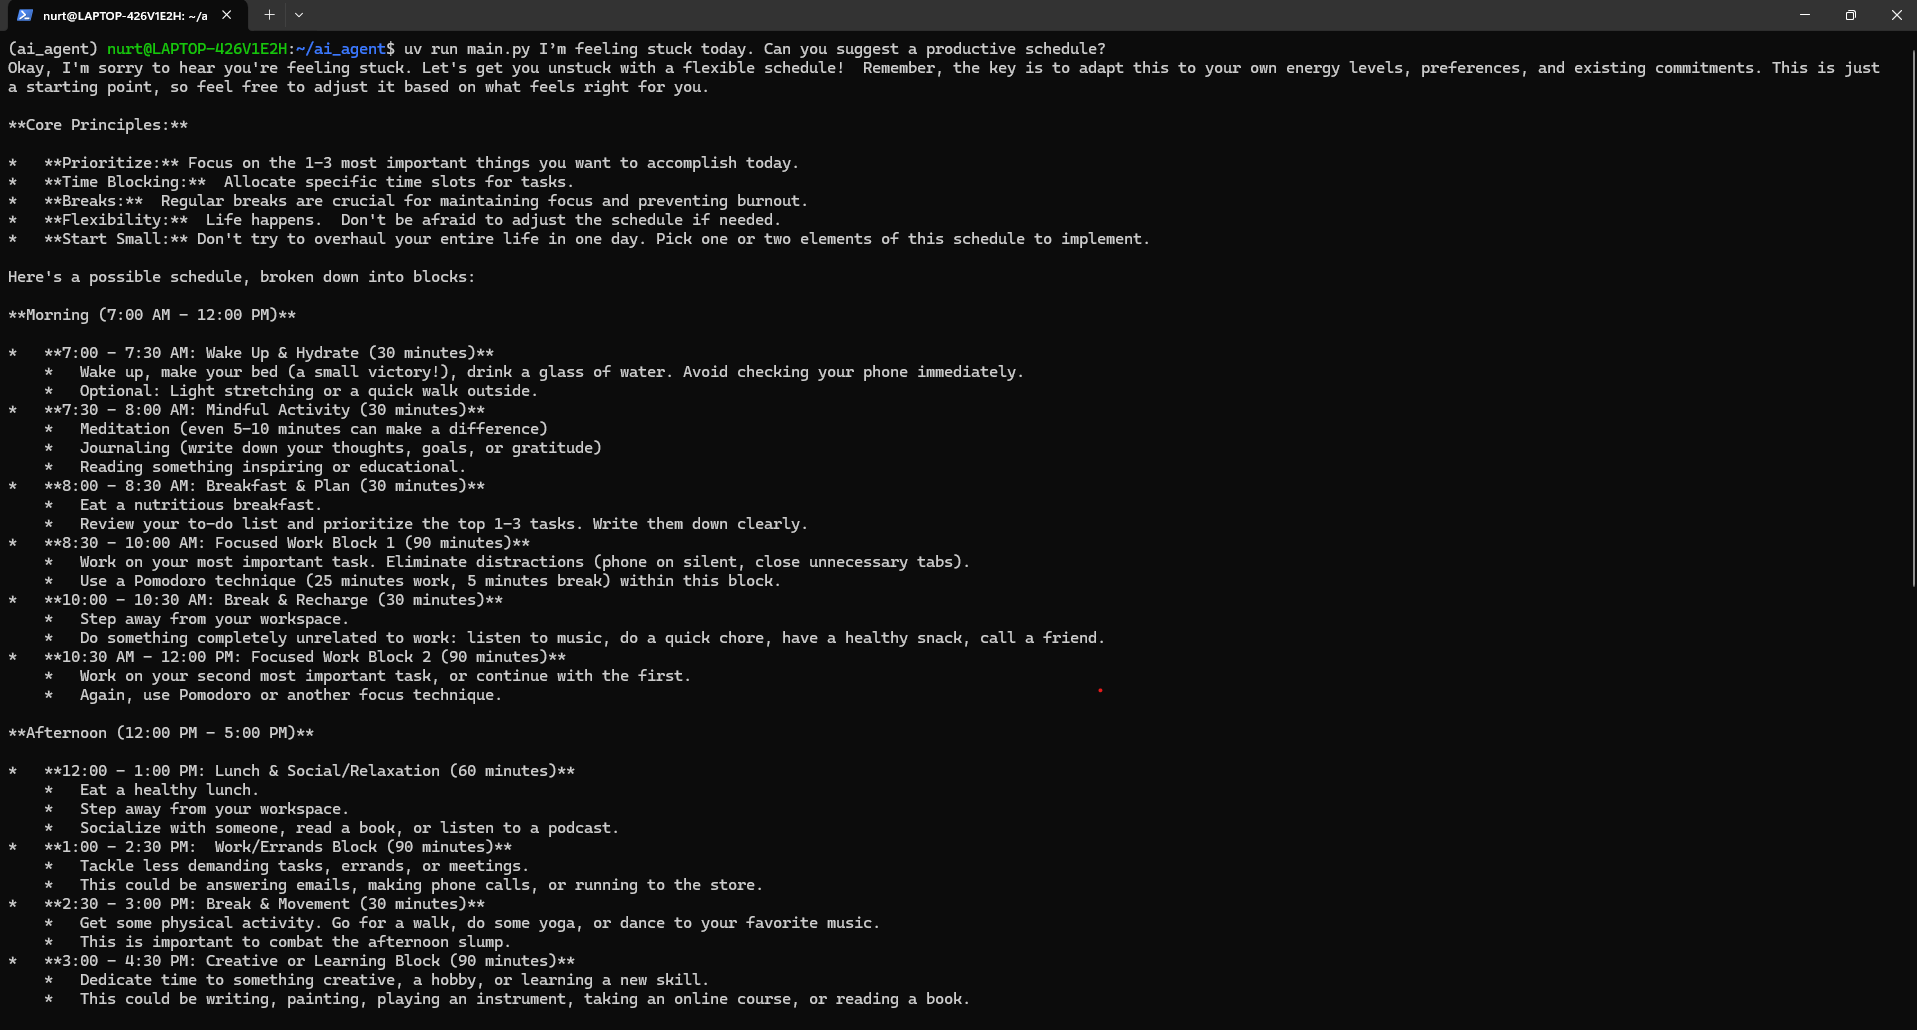 nurt@LAPTOP-426V1E2H: ~/a
(ai_agent) nurt@LAPTOP-426V1E2H:~/ai_agent$ uv run main.py I’m feeling stuck today. Can you suggest a productive schedule?
Okay, I'm sorry to hear you're feeling stuck. Let's get you unstuck with a flexible schedule!  Remember, the key is to adapt this to your own energy levels, preferences, and existing commitments. This is just
a starting point, so feel free to adjust it based on what feels right for you.
**Core Principles:**
*   **Prioritize:** Focus on the 1-3 most important things you want to accomplish today.
*   **Time Blocking:**  Allocate specific time slots for tasks.
*   **Breaks:**  Regular breaks are crucial for maintaining focus and preventing burnout.
*   **Flexibility:**  Life happens.  Don't be afraid to adjust the schedule if needed.
*   **Start Small:** Don't try to overhaul your entire life in one day. Pick one or two elements of this schedule to implement.
Here's a possible schedule, broken down into blocks:
**Morning (7:00 AM - 12:00 PM)**
*   **7:00 - 7:30 AM: Wake Up & Hydrate (30 minutes)**
    *   Wake up, make your bed (a small victory!), drink a glass of water. Avoid checking your phone immediately.
    *   Optional: Light stretching or a quick walk outside.
*   **7:30 - 8:00 AM: Mindful Activity (30 minutes)**
    *   Meditation (even 5-10 minutes can make a difference)
    *   Journaling (write down your thoughts, goals, or gratitude)
    *   Reading something inspiring or educational.
*   **8:00 - 8:30 AM: Breakfast & Plan (30 minutes)**
    *   Eat a nutritious breakfast.
    *   Review your to-do list and prioritize the top 1-3 tasks. Write them down clearly.
*   **8:30 - 10:00 AM: Focused Work Block 1 (90 minutes)**
    *   Work on your most important task. Eliminate distractions (phone on silent, close unnecessary tabs).
    *   Use a Pomodoro technique (25 minutes work, 5 minutes break) within this block.
*   **10:00 - 10:30 AM: Break & Recharge (30 minutes)**
    *   Step away from your workspace.
    *   Do something completely unrelated to work: listen to music, do a quick chore, have a healthy snack, call a friend.
*   **10:30 AM - 12:00 PM: Focused Work Block 2 (90 minutes)**
    *   Work on your second most important task, or continue with the first.
    *   Again, use Pomodoro or another focus technique.
**Afternoon (12:00 PM - 5:00 PM)**
*   **12:00 - 1:00 PM: Lunch & Social/Relaxation (60 minutes)**
    *   Eat a healthy lunch.
    *   Step away from your workspace.
    *   Socialize with someone, read a book, or listen to a podcast.
*   **1:00 - 2:30 PM:  Work/Errands Block (90 minutes)**
    *   Tackle less demanding tasks, errands, or meetings.
    *   This could be answering emails, making phone calls, or running to the store.
*   **2:30 - 3:00 PM: Break & Movement (30 minutes)**
    *   Get some physical activity. Go for a walk, do some yoga, or dance to your favorite music.
    *   This is important to combat the afternoon slump.
*   **3:00 - 4:30 PM: Creative or Learning Block (90 minutes)**
    *   Dedicate time to something creative, a hobby, or learning a new skill.
    *   This could be writing, painting, playing an instrument, taking an online course, or reading a book.